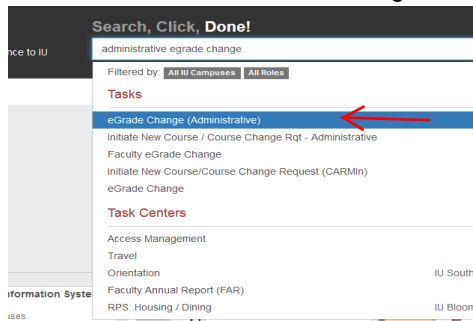 Search, Click, Done!
nce to IU
administrative egrade change
Filtered by: All IU Campuses All Roles
Tasks
eGrade Change (Administrative)
Initiate New Course / Course Change Rqt - Administrative
Faculty eGrade Change
Initiate New Course/Course Change Request (CARMIn)
eGrade Change
Task Centers
Access Management
Travel
Orientation IU South
Faculty Annual Report (FAR)
formation Syste
RPS: Housing / Dining IU Bloom
uses